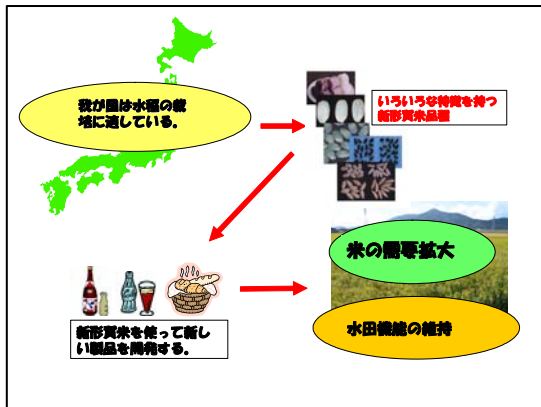 我が国は水稲の栽
培に適している。
いろいろな特徴を持つ
新形質米品種
新形質米を使って新し
い製品を開発する。
米の需要拡大
水田機能の維持